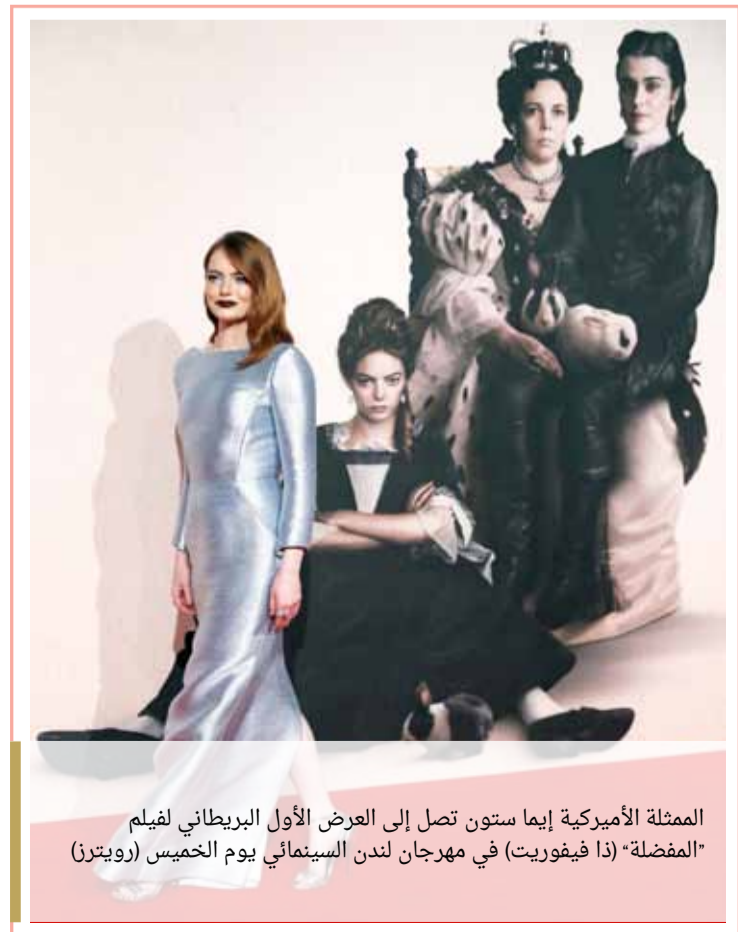 الممثلة الأميركية إيما ستون تصل إلى العرض الأول البريطاني لفيلم
”المفضلة“ (ذا فيفوريت) في مهرجان لندن السينمائي يوم الخميس (رويترز)